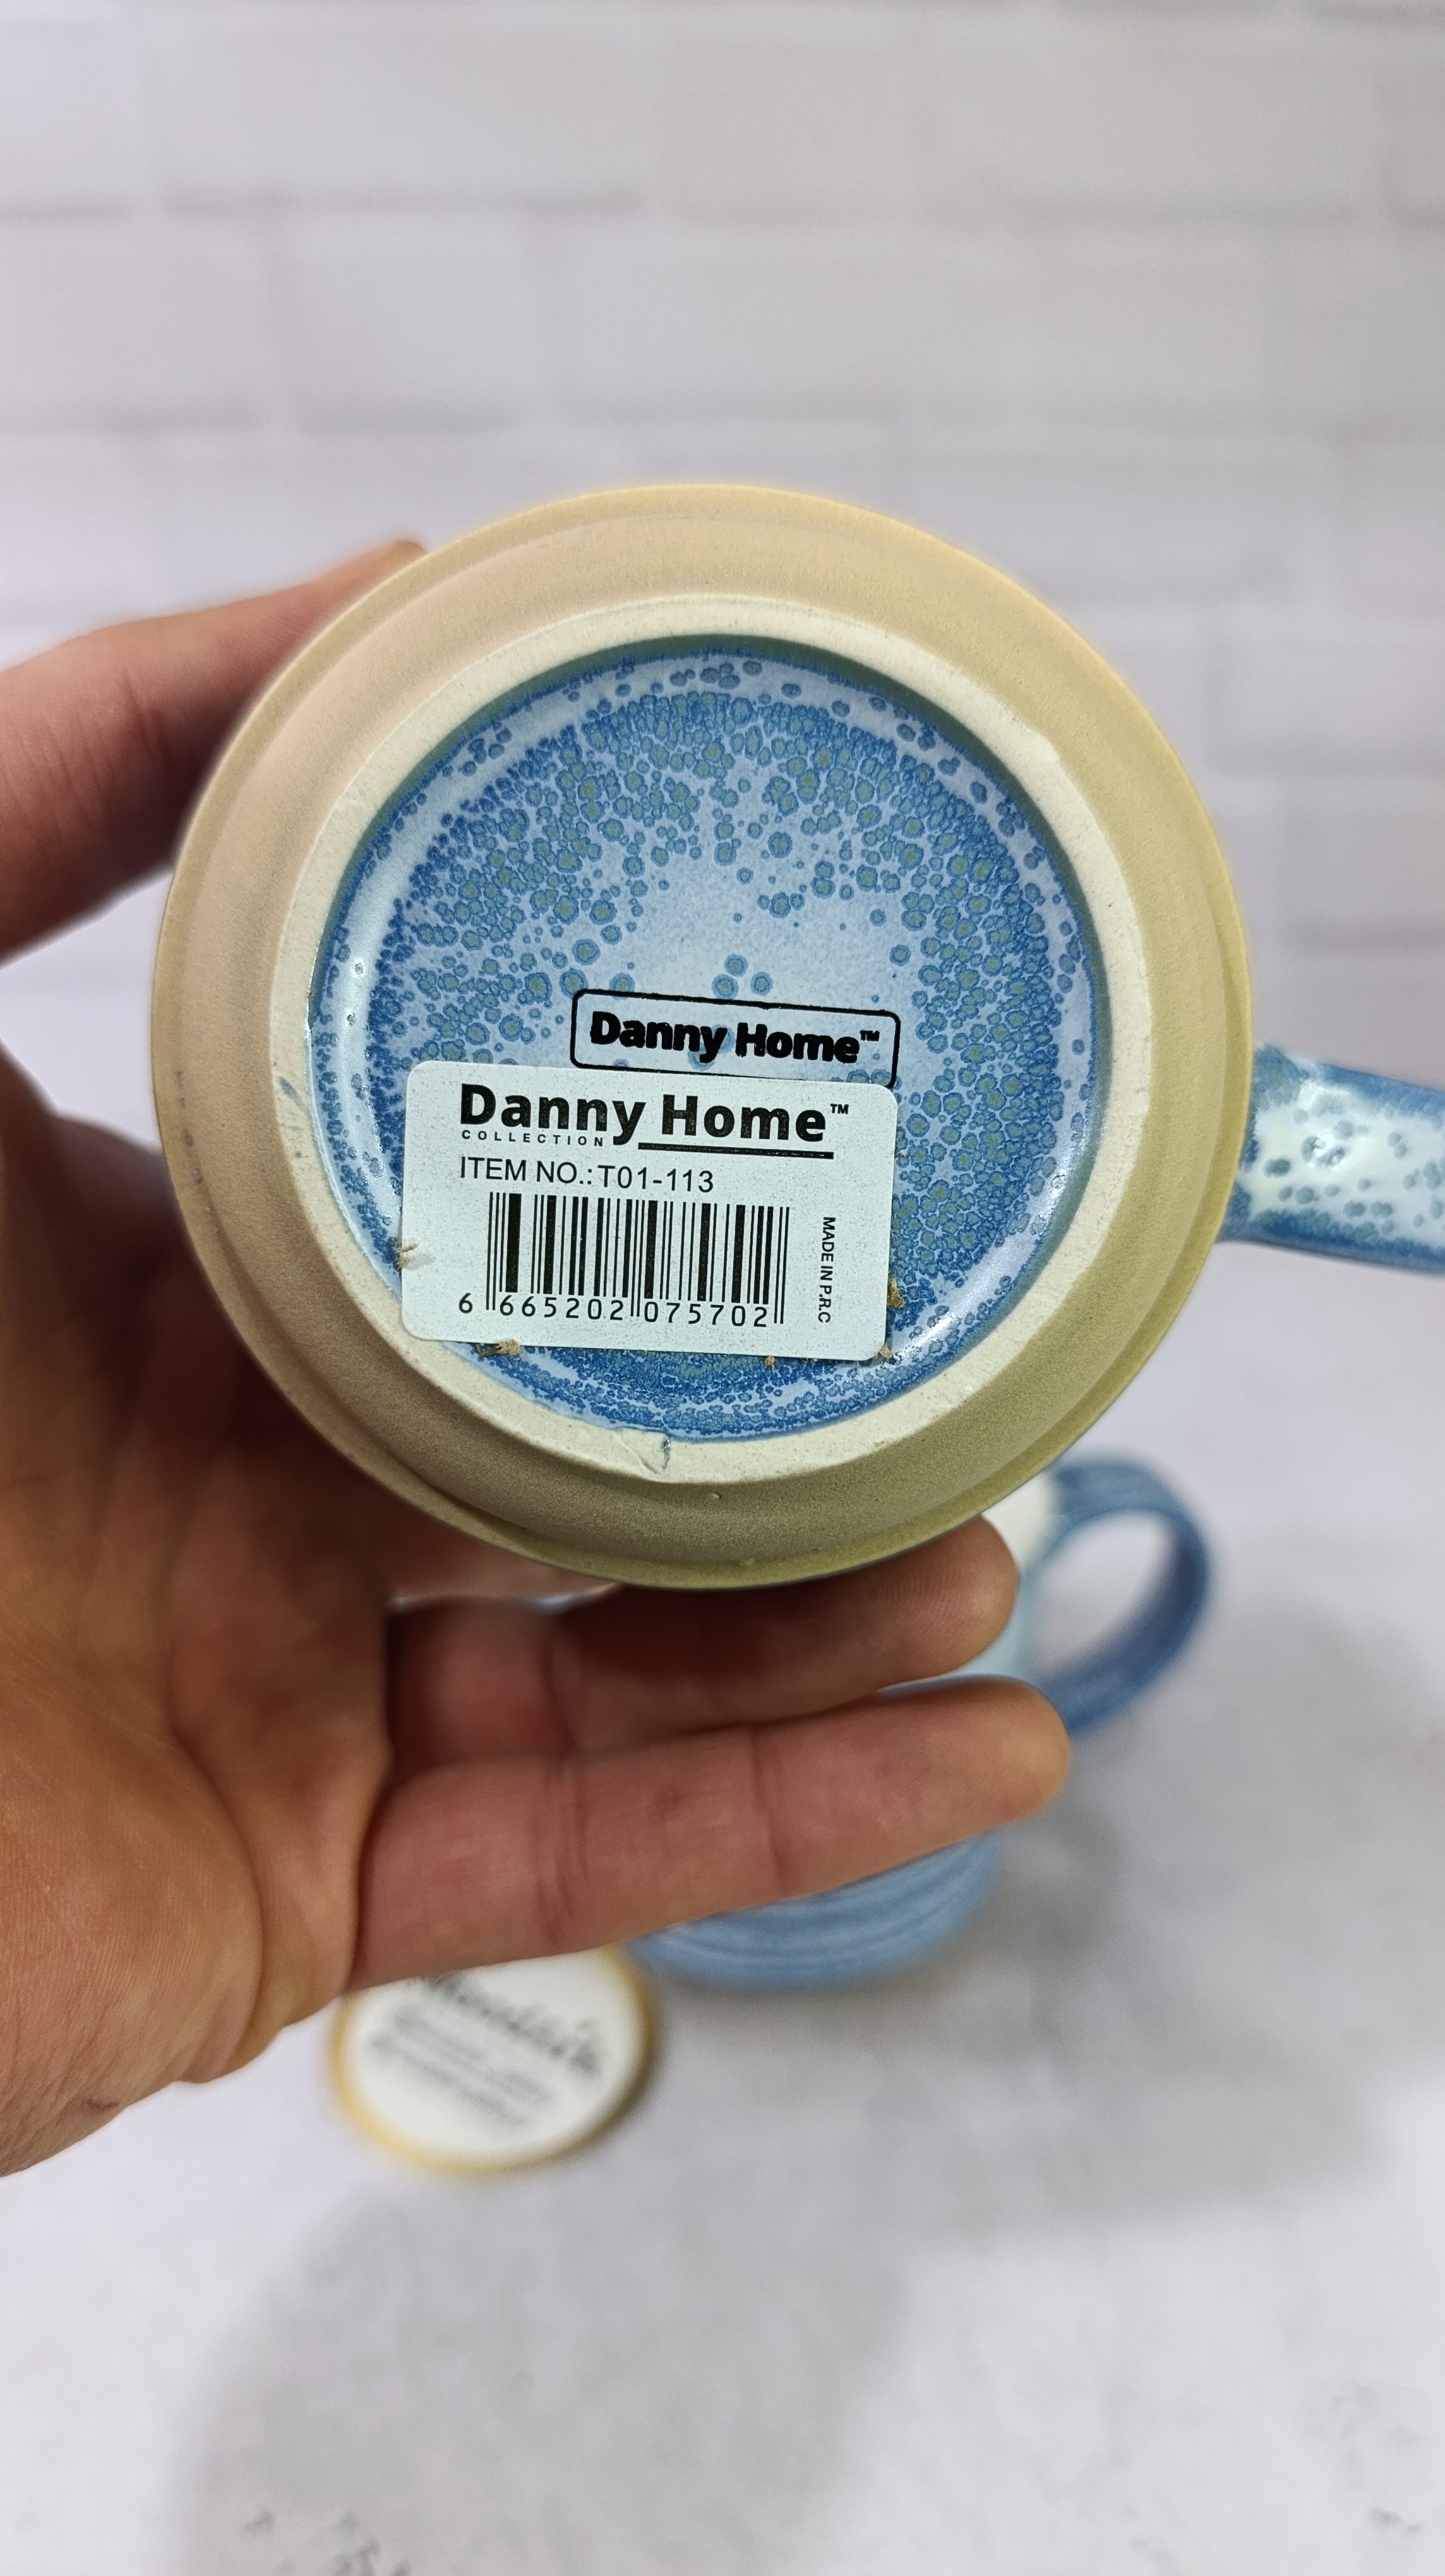 Danny Home™
Danny Home™
COLLECTION
ITEM NO.: T01-113
MADE IN P.R.C
6 665202 075702